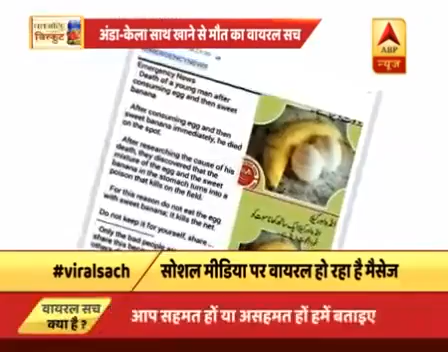 पतंजलि
बिस्कुट
अंडा-केला साथ खाने से मौत का वायरल सच
abp
न्यूज़
EMERGENCYNEWS
Emergency News
Death of a young man after
consuming egg and then sweet
banana
After consuming egg and then
sweet banana immediately, he died
on the spot.
After researching the cause of his
death, they discovered that the
mixture of the egg and the sweet
banana in the stomach turns into a
poison that kills on the field.
For this reason do not eat the egg
with sweet banana; it kills the net.
Do not keep it yourself, share ...
Only the bad people
share this
#viralsach
सोशल मीडिया पर वायरल हो रहा है मैसेज
वायरल सच
क्या है ?
आप सहमत हों या असहमत हों हमें बताइए